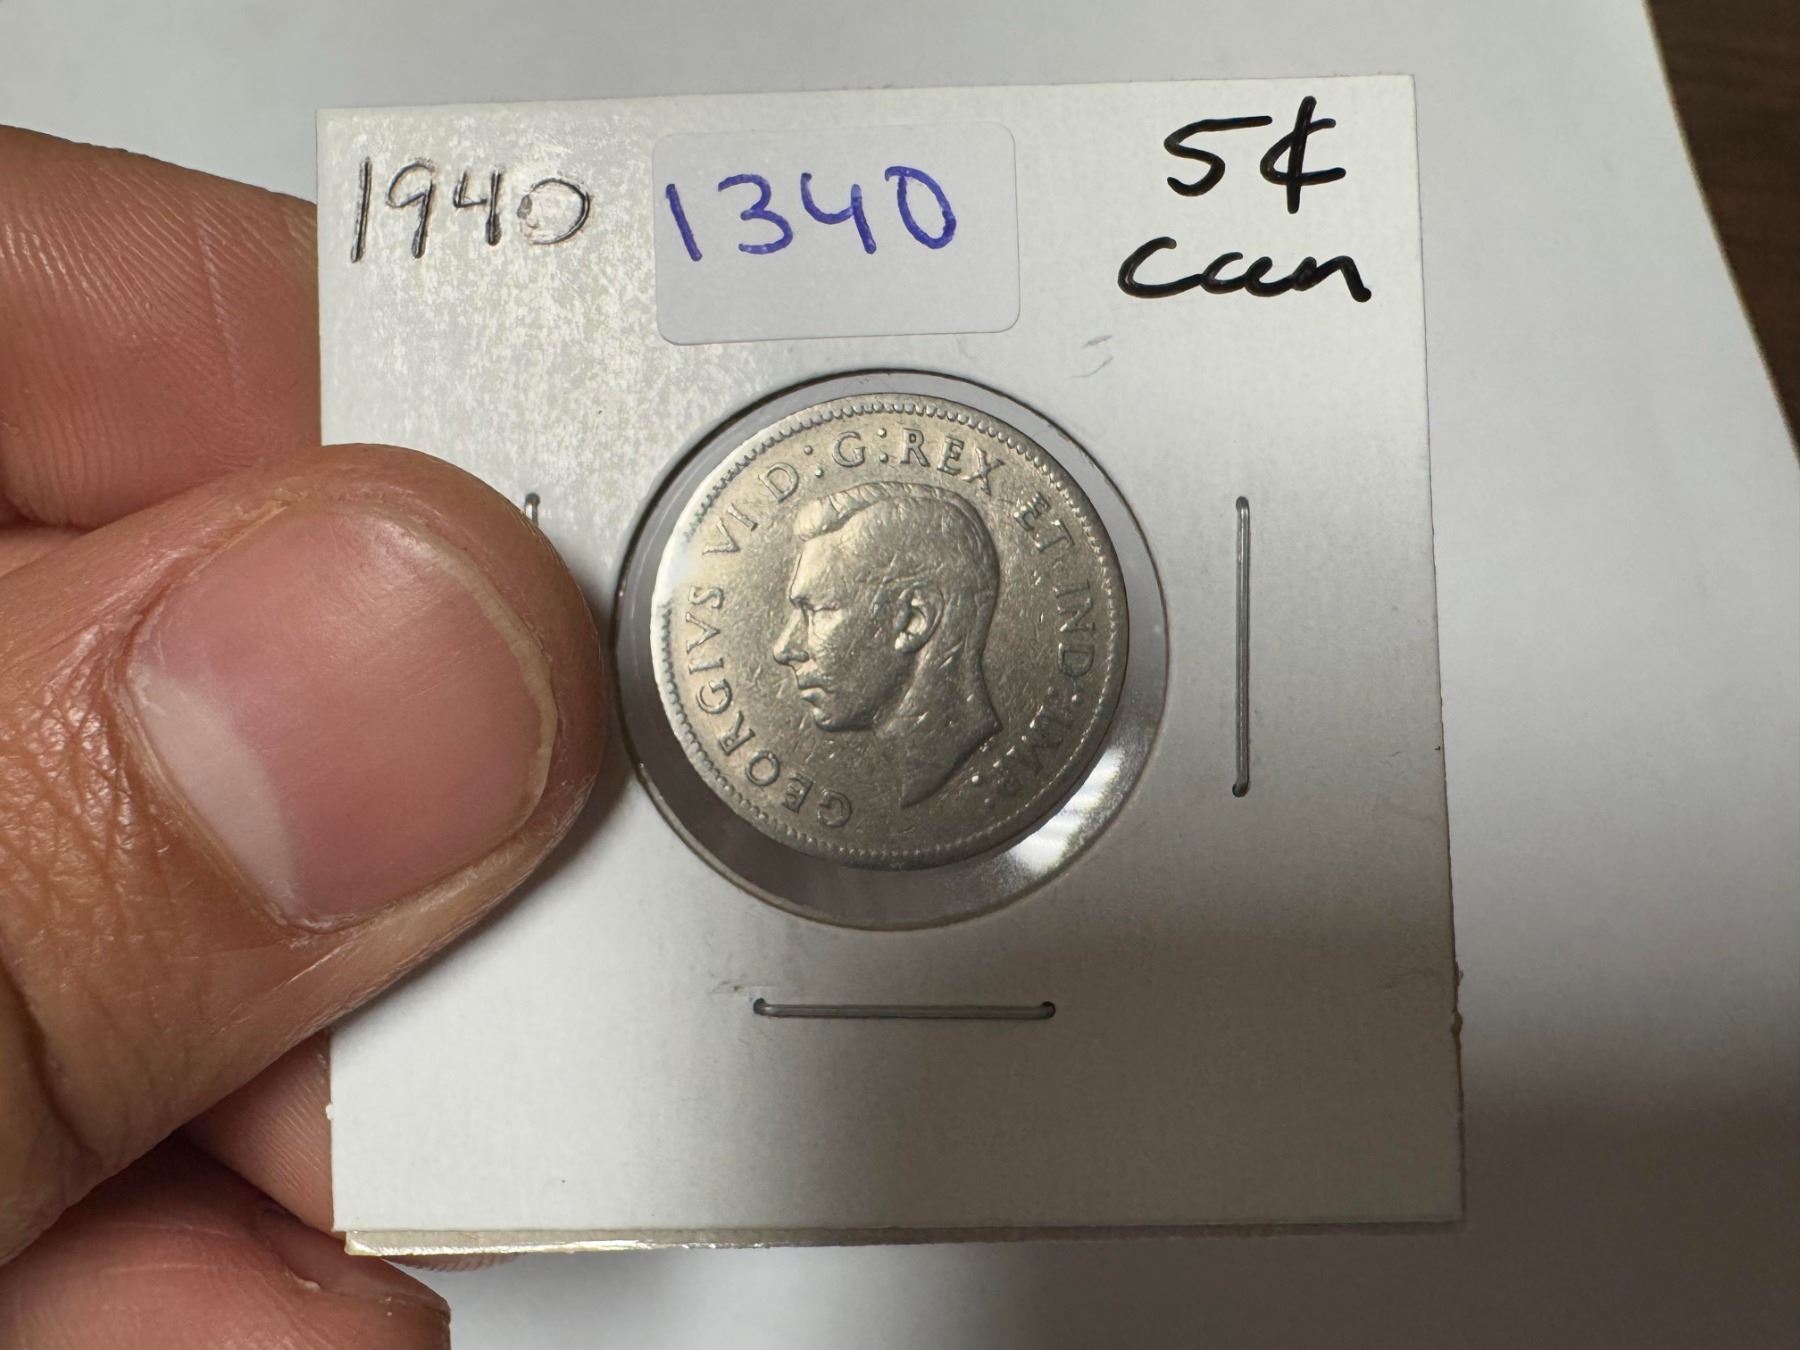 1940
1340
5¢
Can
GEORGIVS VI D:G:REX ET·IND:IMP: